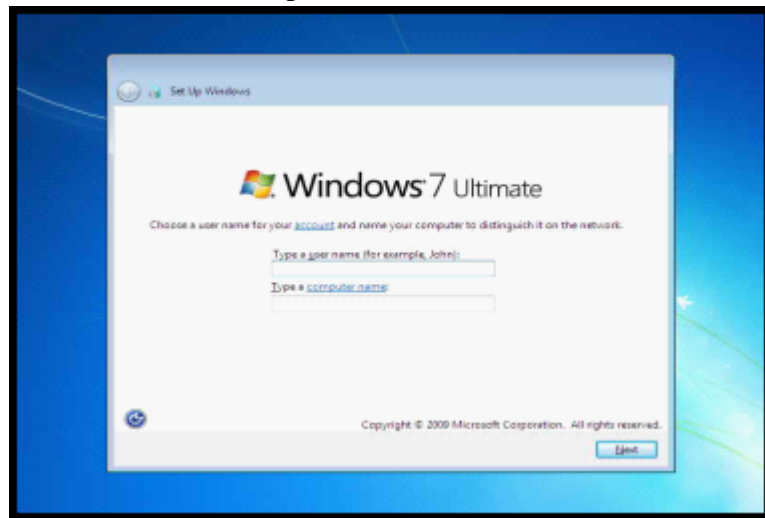 Set Up Windows
Windows 7 Ultimate
Choose a user name for your account and name your computer to distinguish it on the network.
Type a user name (for example, John):
Type a computer name:
Copyright © 2009 Microsoft Corporation. All rights reserved.
Next